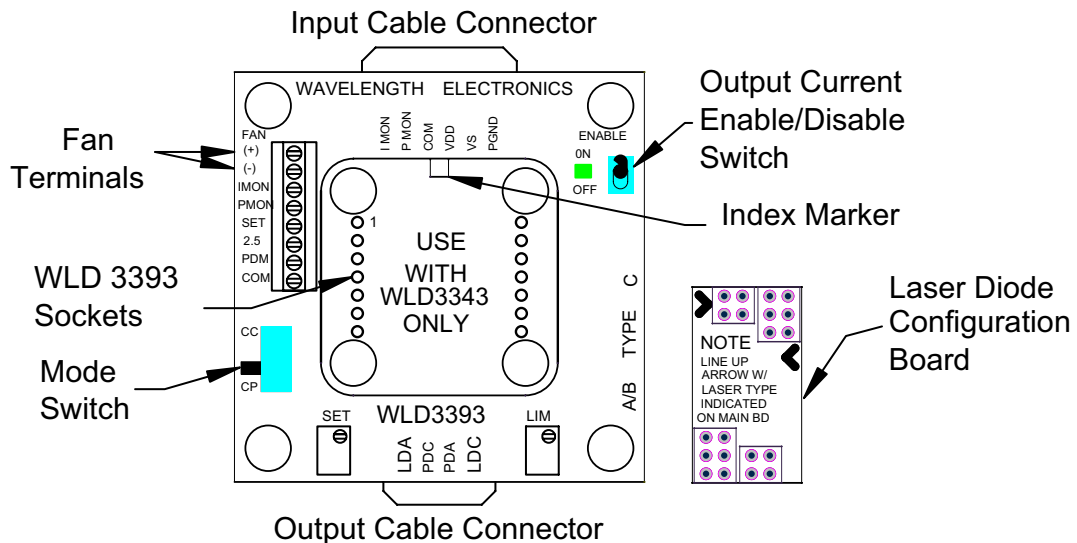 Input Cable Connector
WAVELENGTH ELECTRONICS
Output Current
Enable/Disable
Switch
Fan
Terminals
FAN
(+)
(-)
IMON
PMON
SET
2.5
PDM
COM
I MON
P MON
COM
VDD
VS
PGND
ENABLE
0N
OFF
Index Marker
1
USE
WITH
WLD3343
ONLY
WLD 3393
Sockets
CC
CP
Mode
Switch
A/B TYPE C
SET
WLD3393
LIM
LDA
PDC
PDA
LDC
Output Cable Connector
NOTE
LINE UP
ARROW W/
LASER TYPE
INDICATED
ON MAIN BD
Laser Diode
Configuration
Board